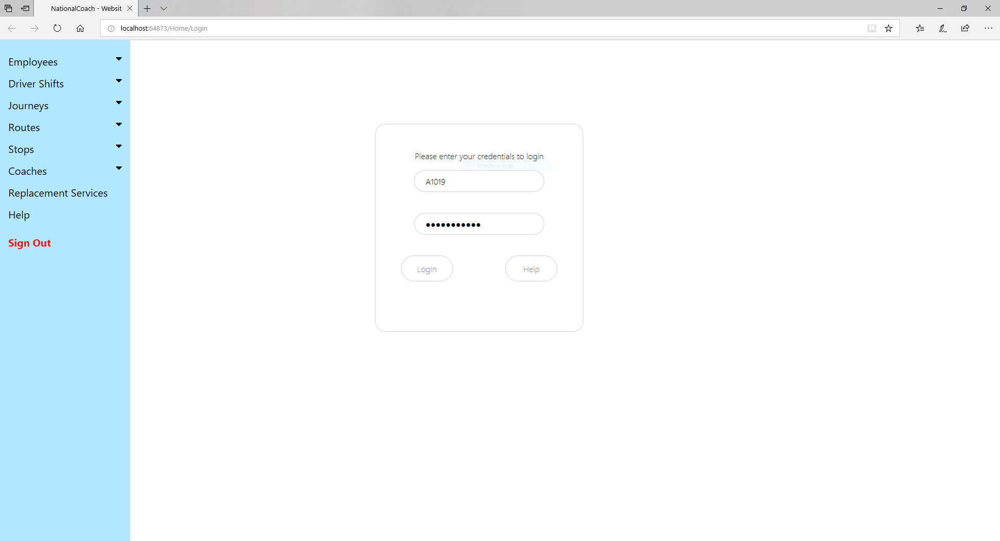 NationalCoach - Websit
localhost:64873/Home/Login
Employees
Driver Shifts
Journeys
Routes
Stops
Coaches
Replacement Services
Help
Sign Out
Please enter your credentials to login
Window Snip
A1019
●●●●●●●●●●●
LogIn
Help